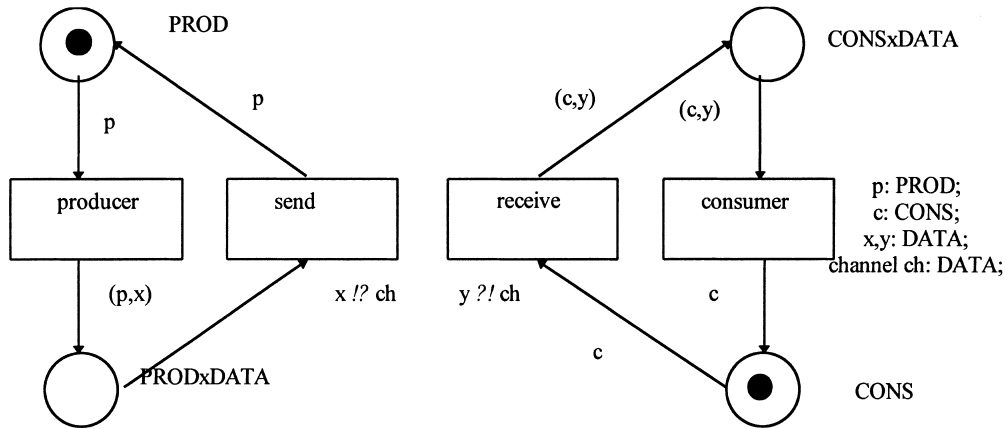 PROD
CONSxDATA
p
(c,y)
(c,y)
p
producer
send
receive
consumer
p: PROD;
c: CONS;
x,y: DATA;
channel ch: DATA;
(p,x)
x !? ch
y ?! ch
c
c
PRODxDATA
CONS